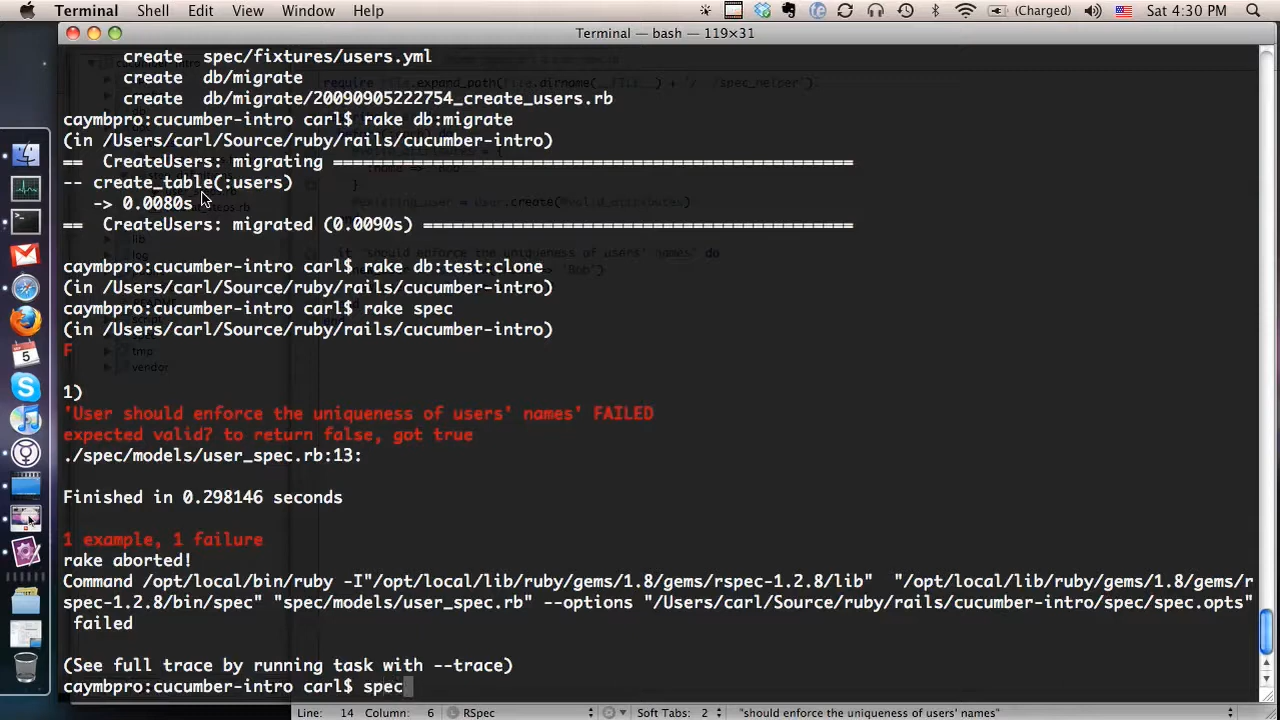 Terminal Shell Edit View Window Help (Charged) Sat 4:30 PM
Terminal — bash — 119×31
create spec/fixtures/users.yml
create db/migrate
create db/migrate/20090905222754_create_users.rb
caymbpro:cucumber-intro carl$ rake db:migrate
(in /Users/carl/Source/ruby/rails/cucumber-intro)
== CreateUsers: migrating ======================================================
-- create_table(:users)
-> 0.0080s
== CreateUsers: migrated (0.0090s) =============================================
caymbpro:cucumber-intro carl$ rake db:test:clone
(in /Users/carl/Source/ruby/rails/cucumber-intro)
caymbpro:cucumber-intro carl$ rake spec
(in /Users/carl/Source/ruby/rails/cucumber-intro)
F
1)
'User should enforce the uniqueness of users' names' FAILED
expected valid? to return false, got true
./spec/models/user_spec.rb:13:
Finished in 0.298146 seconds
1 example, 1 failure
rake aborted!
Command /opt/local/bin/ruby -I"/opt/local/lib/ruby/gems/1.8/gems/rspec-1.2.8/lib" "/opt/local/lib/ruby/gems/1.8/gems/r
spec-1.2.8/bin/spec" "spec/models/user_spec.rb" --options "/Users/carl/Source/ruby/rails/cucumber-intro/spec/spec.opts"
failed
(See full trace by running task with --trace)
caymbpro:cucumber-intro carl$ spec
Line: 14 Column: 6 RSpec Soft Tabs: 2 "should enforce the uniqueness of users' names"